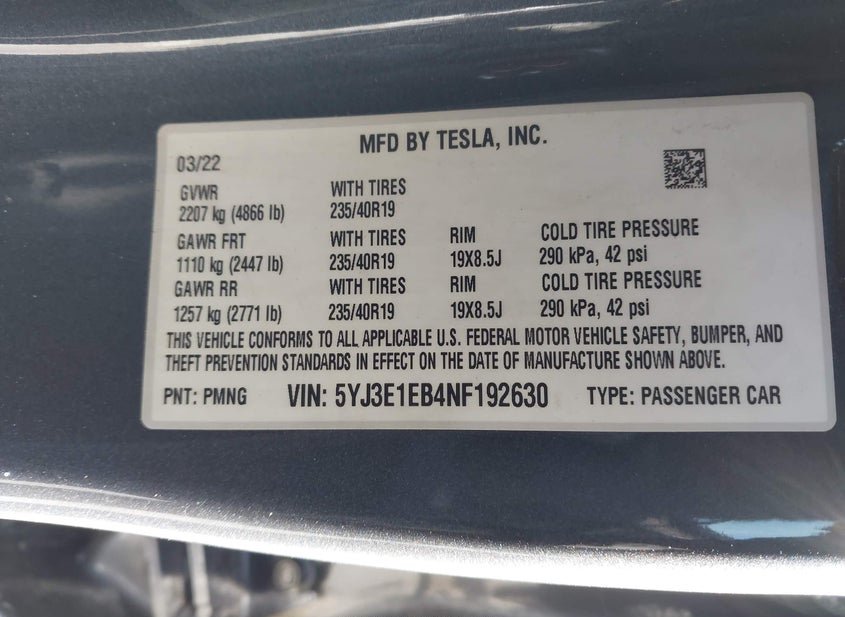 MFD BY TESLA, INC.
03/22
GVWR WITH TIRES
2207 kg (4866 lb) 235/40R19
GAWR FRT WITH TIRES RIM COLD TIRE PRESSURE
1110 kg (2447 lb) 235/40R19 19X8.5J 290 kPa, 42 psi
GAWR RR WITH TIRES RIM COLD TIRE PRESSURE
1257 kg (2771 lb) 235/40R19 19X8.5J 290 kPa, 42 psi
THIS VEHICLE CONFORMS TO ALL APPLICABLE U.S. FEDERAL MOTOR VEHICLE SAFETY, BUMPER, AND
THEFT PREVENTION STANDARDS IN EFFECT ON THE DATE OF MANUFACTURE SHOWN ABOVE.
PNT: PMNG VIN: 5YJ3E1EB4NF192630 TYPE: PASSENGER CAR